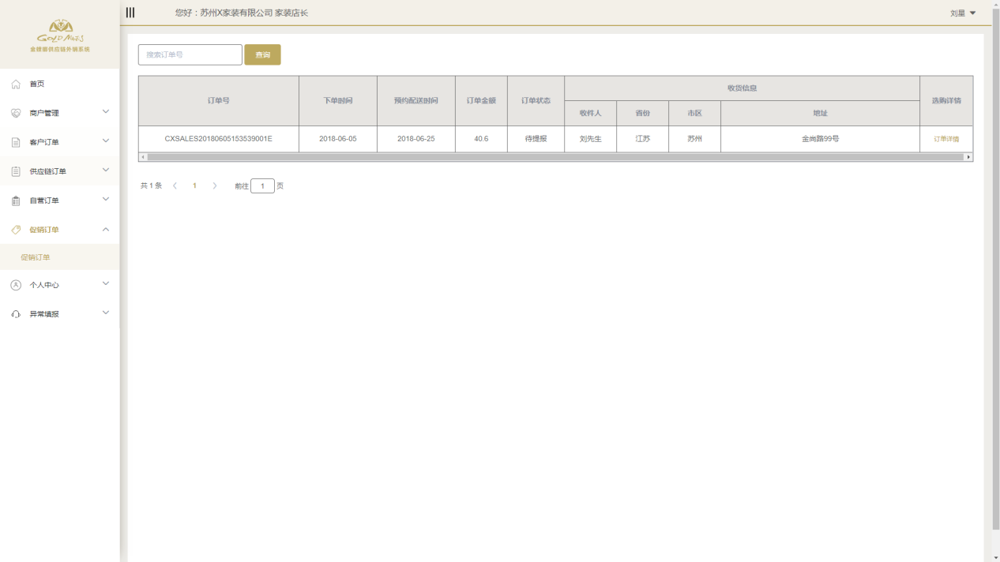 您好：苏州X家装有限公司 家装店长
刘星
GOLD MWIS
金螳螂供应链外销系统
首页
商户管理
客户订单
供应链订单
自营订单
促销订单
促销订单
个人中心
异常填报
搜索订单号
查询
订单号 下单时间 预约配送时间 订单金额 订单状态 收货信息 选购详情
收件人 省份 市区 地址
CXSALES20180605153539001E 2018-06-05 2018-06-25 40.6 待提报 刘先生 江苏 苏州 金尚路99号 订单详情
共 1 条 1 前往 1 页